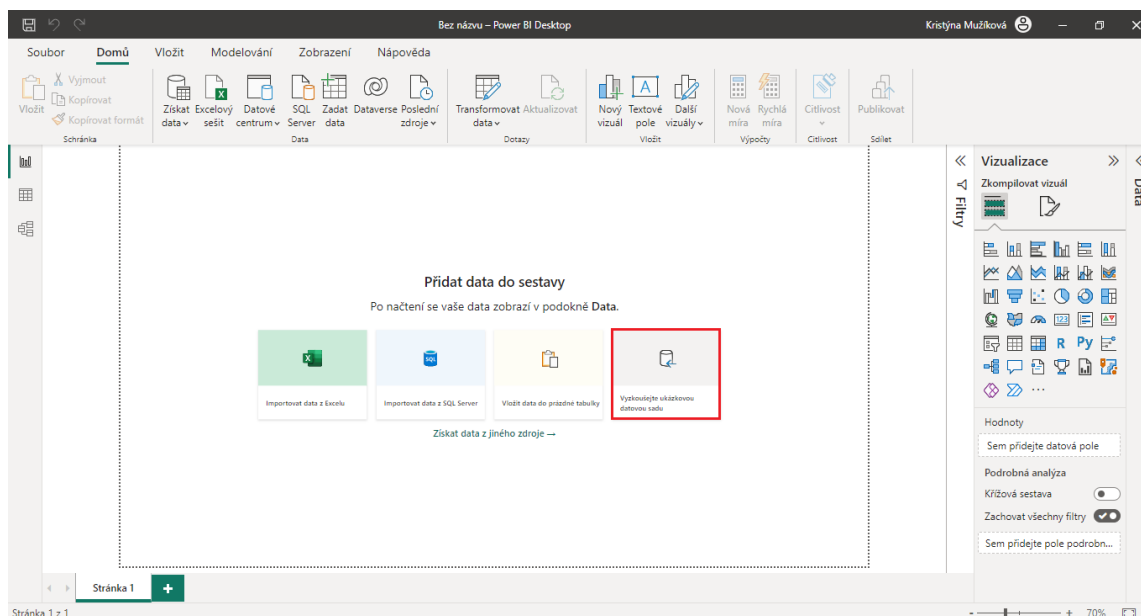 Bez názvu – Power BI Desktop
Kristýna Mužíková
Soubor Domů Vložit Modelování Zobrazení Nápověda
Vložit
Vyjmout
Kopírovat
Kopírovat formát
Schránka
Získat data
Excelový sešit
Datové centrum
SQL Server
Zadat data
Dataverse
Poslední zdroje
Data
Transformovat data
Aktualizovat
Dotazy
Nový vizuál
Textové pole
Další vizuály
Vložit
Nová míra
Rychlá míra
Výpočty
Citlivost
Citlivost
Publikovat
Sdílet
Filtry
Vizualizace
Data
Zkompilovat vizuál
123
R Py
Přidat data do sestavy
Po načtení se vaše data zobrazí v podokně Data.
SQL
Importovat data z Excelu
Importovat data z SQL Server
Vložit data do prázdné tabulky
Vyzkoušejte ukázkovou
datovou sadu
Získat data z jiného zdroje →
Hodnoty
Sem přidejte datová pole
Podrobná analýza
Křížová sestava
Zachovat všechny filtry
Sem přidejte pole podrobn...
Stránka 1
Stránka 1 z 1
- + 70%